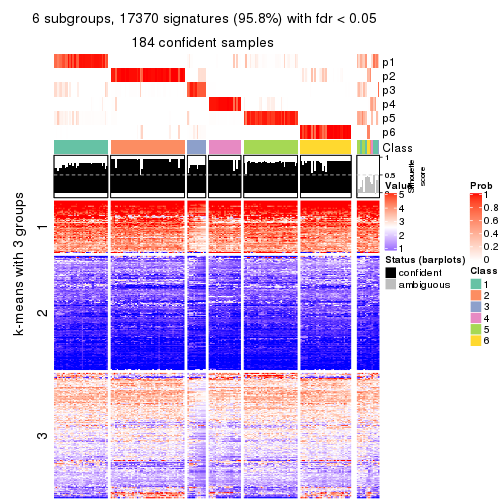 6 subgroups, 17370 signatures (95.8%) with fdr < 0.05
184 confident samples
p1
p2
p3
p4
p5
p6
Class
1
0.5
0
Silhouette
score
k-means with 3 groups
1
2
3
Value
5
4
3
2
1
Status (barplots)
confident
ambiguous
Prob
1
0.8
0.6
0.4
0.2
0
Class
1
2
3
4
5
6